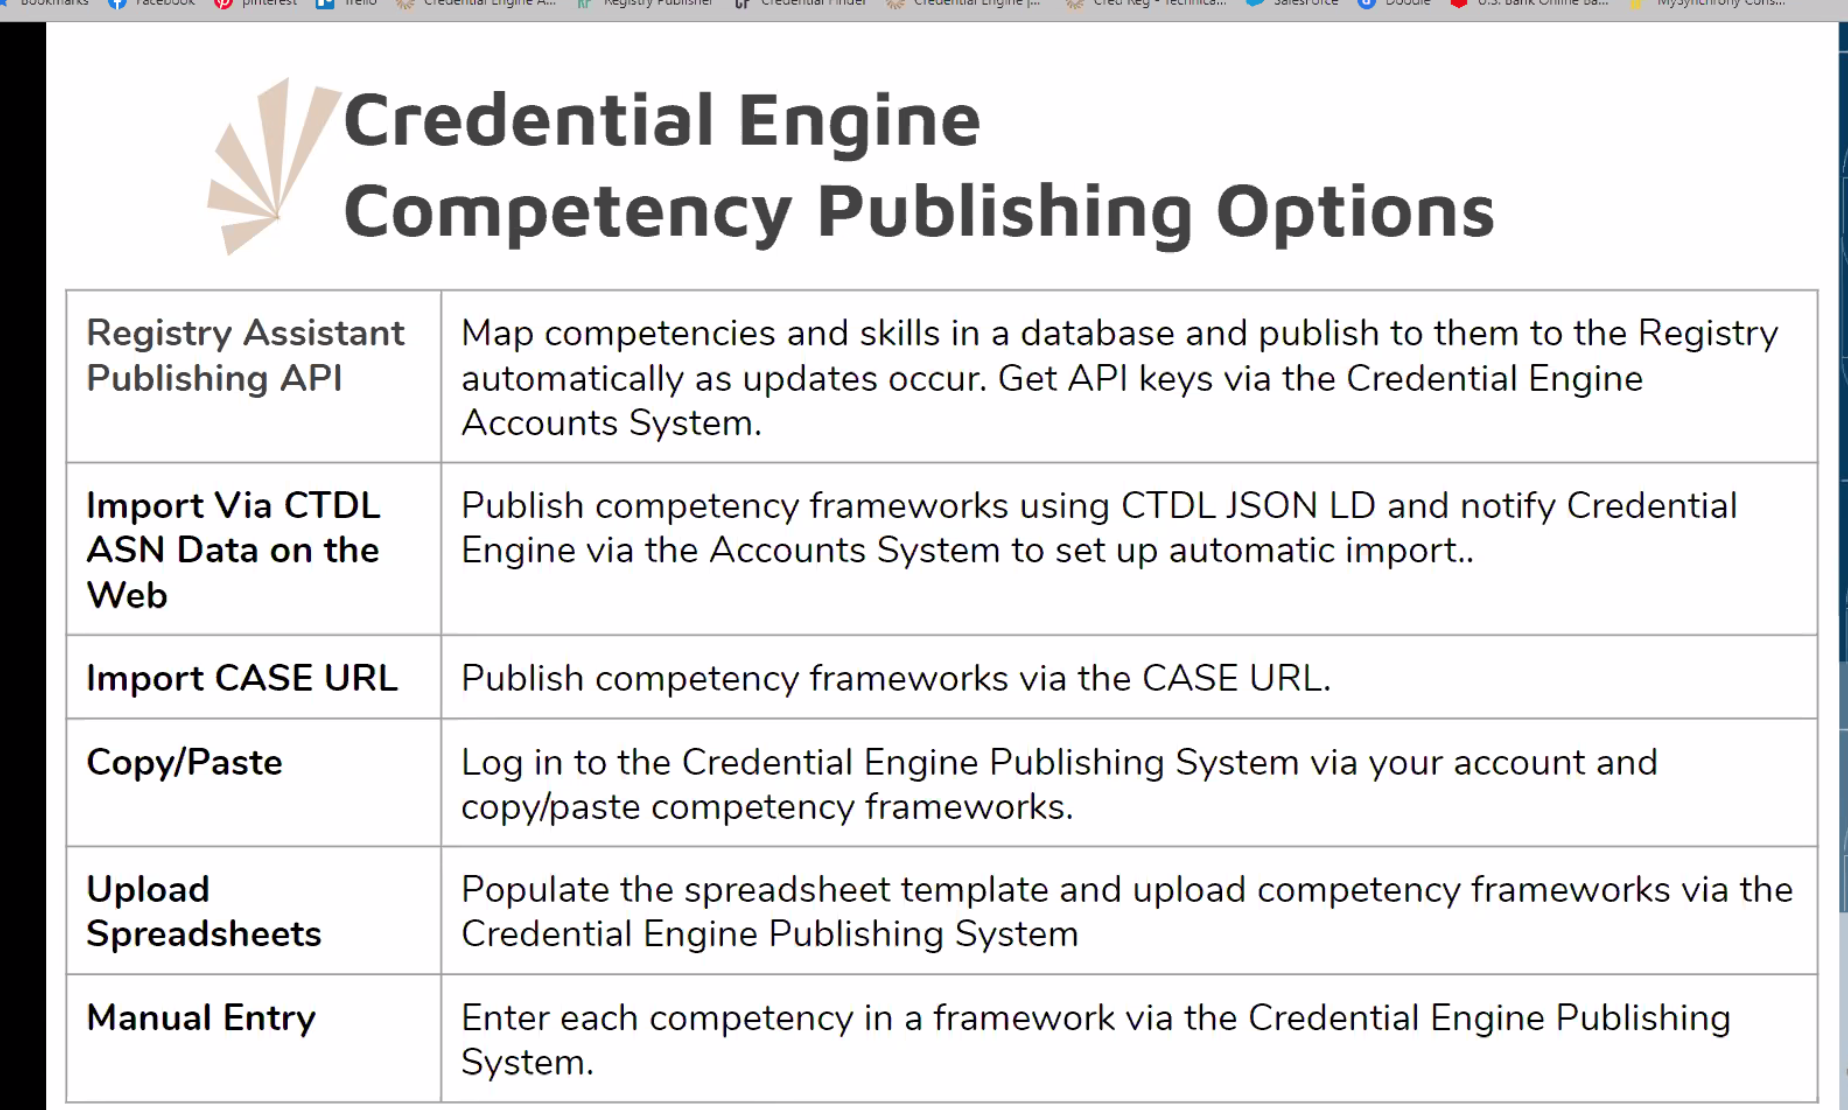 Bookmarks Facebook pinterest Trello Credential Engine A... Registry Publisher Credential Finder Credential Engine |... Cred Reg - Technica... SalesForce Doodle U.S. Bank Online Ba... MySynchrony Cons...
Credential Engine
Competency Publishing Options
Registry Assistant
Publishing API
Map competencies and skills in a database and publish to them to the Registry
automatically as updates occur. Get API keys via the Credential Engine
Accounts System.
Import Via CTDL
ASN Data on the
Web
Publish competency frameworks using CTDL JSON LD and notify Credential
Engine via the Accounts System to set up automatic import..
Import CASE URL
Publish competency frameworks via the CASE URL.
Copy/Paste
Log in to the Credential Engine Publishing System via your account and
copy/paste competency frameworks.
Upload
Spreadsheets
Populate the spreadsheet template and upload competency frameworks via the
Credential Engine Publishing System
Manual Entry
Enter each competency in a framework via the Credential Engine Publishing
System.